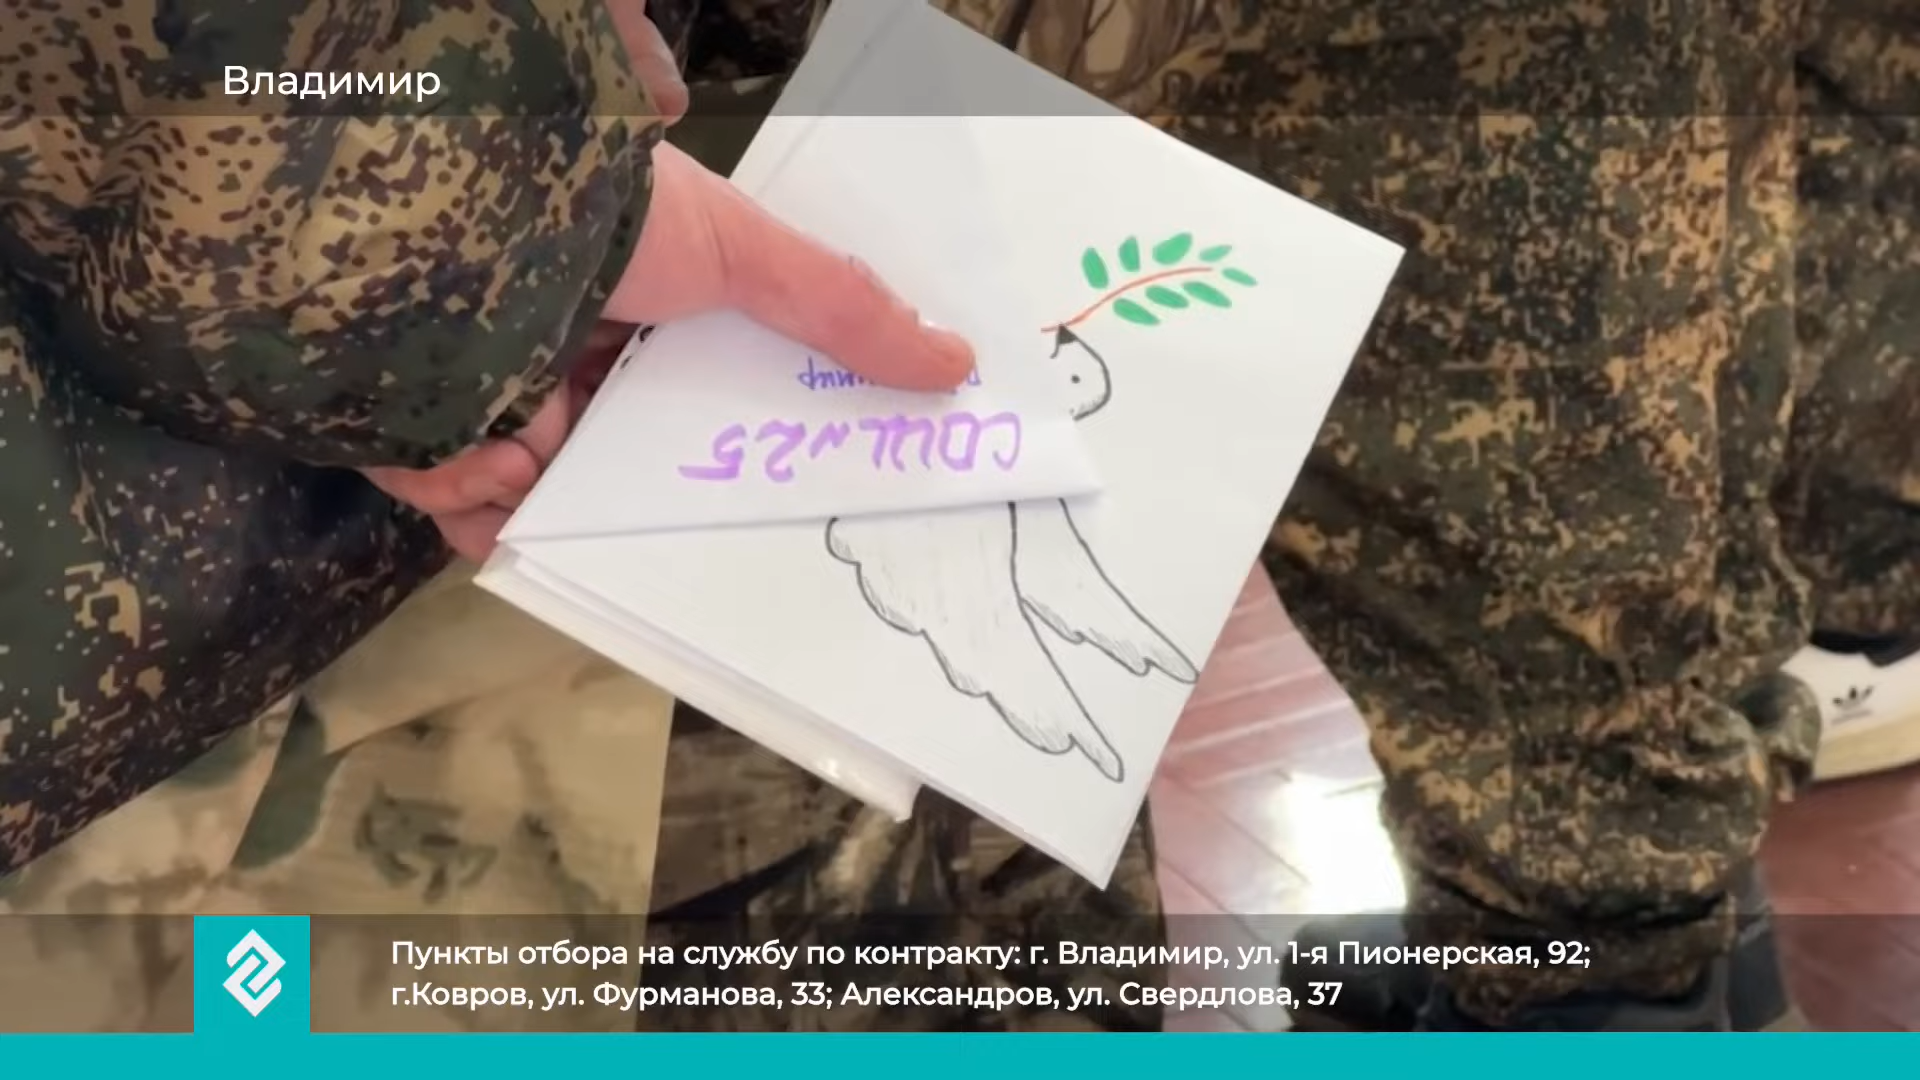 Владимир
СОШ №25
Пункты отбора на службу по контракту: г. Владимир, ул. 1-я Пионерская, 92;
г.Ковров, ул. Фурманова, 33; Александров, ул. Свердлова, 37